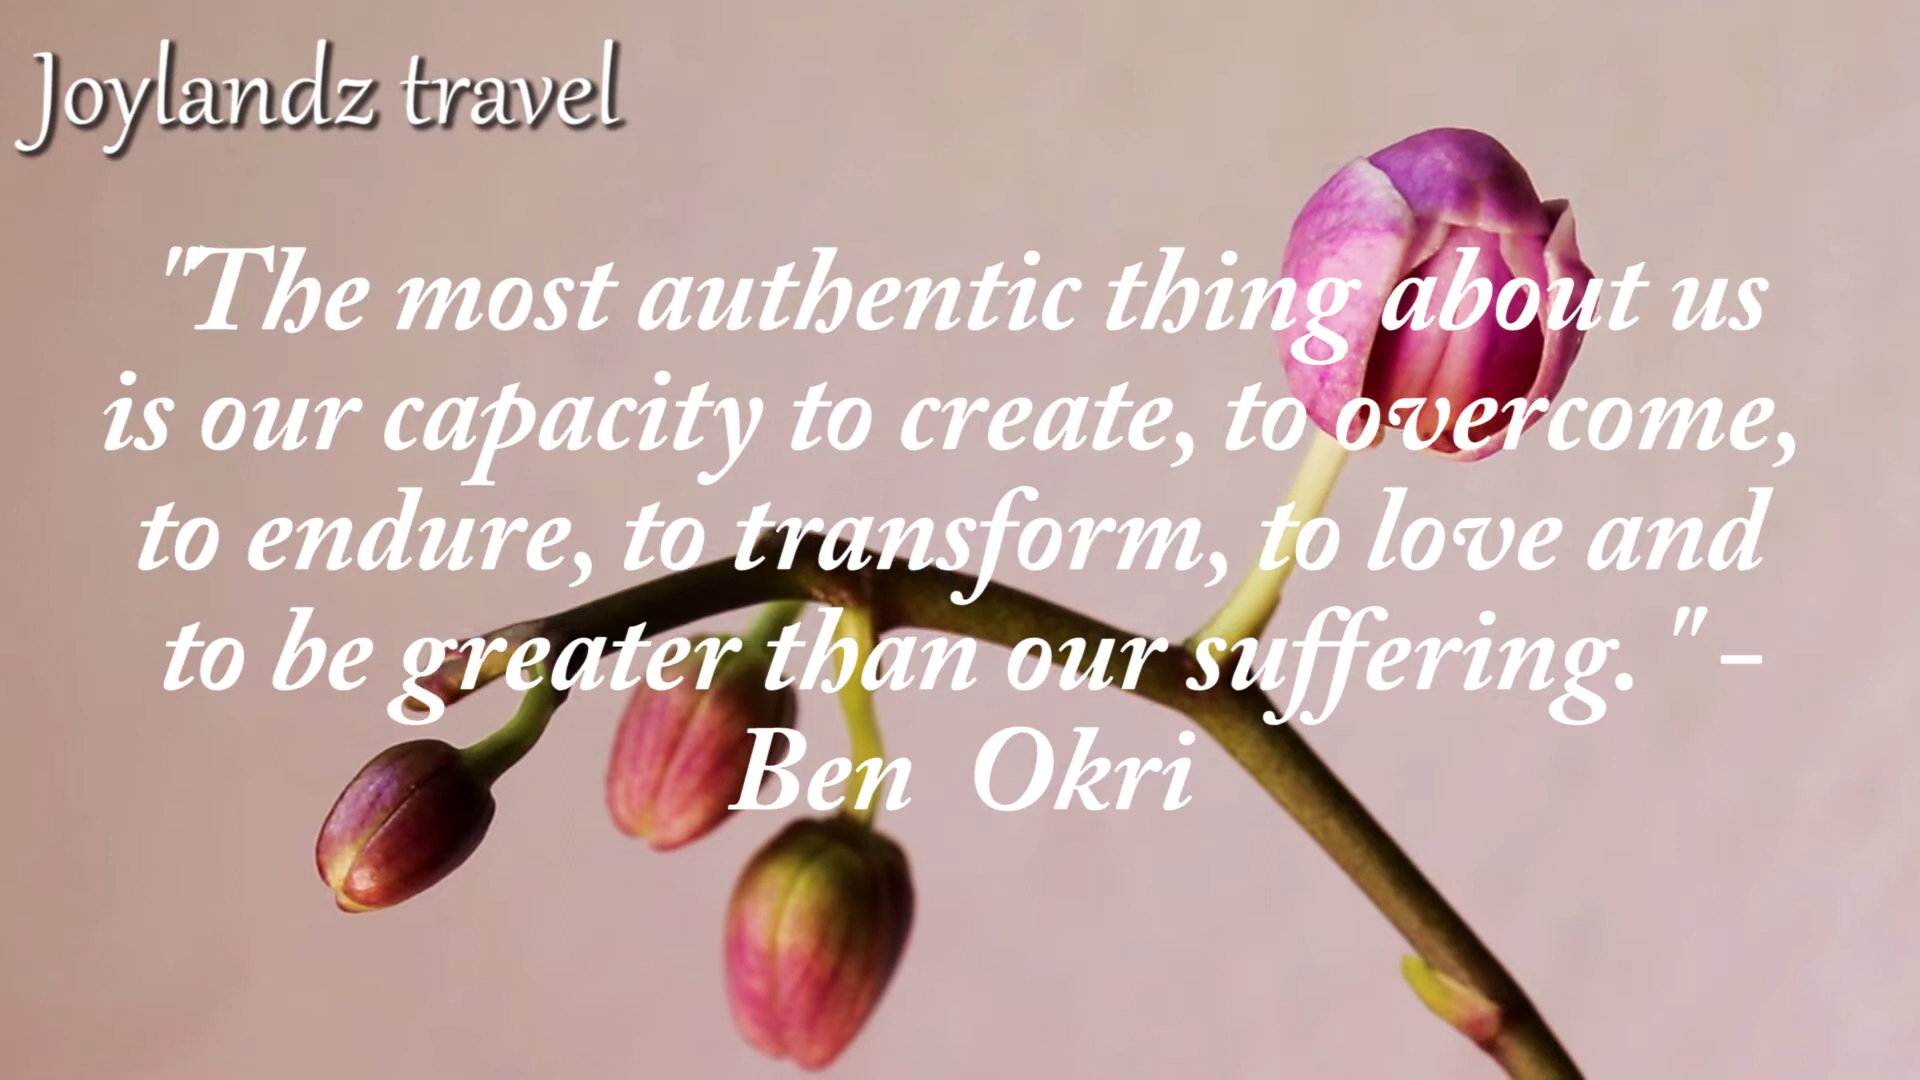 Joylandz travel
"The most authentic thing about us
is our capacity to create, to overcome,
to endure, to transform, to love and
to be greater than our suffering. " –
Ben Okri